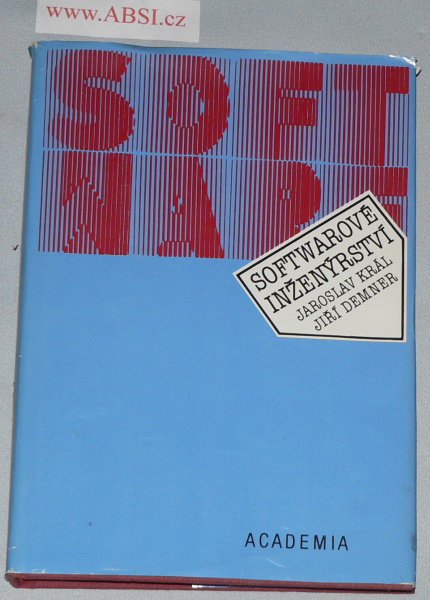 www.ABSI.cz
SOFT
WARE
SOFTWAROVÉ
INŽENÝRSTVÍ
JAROSLAV KRÁL
JIŘÍ DEMNER
ACADEMIA